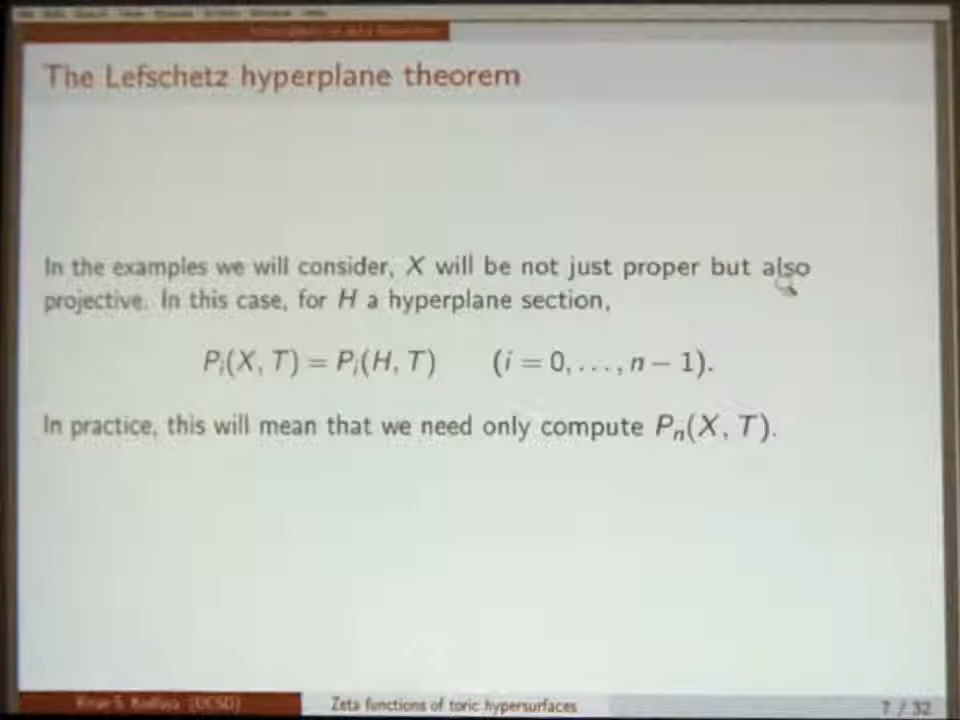 The Lefschetz hyperplane theorem
In the examples we will consider, X will be not just proper but also
projective. In this case, for H a hyperplane section,
P_i(X, T) = P_i(H, T) (i = 0, . . . , n − 1).
In practice, this will mean that we need only compute P_n(X, T).
(UCSD)
Zeta functions of toric hypersurfaces
7 / 32